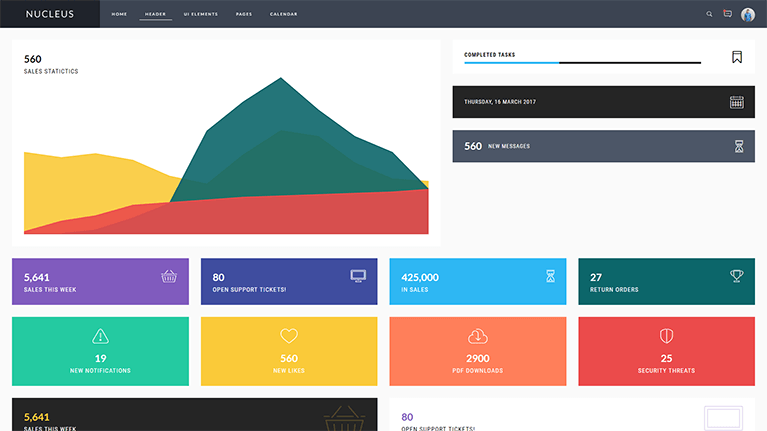 NUCLEUS
HOME HEADER UI ELEMENTS PAGES CALENDAR
560
SALES STATICTICS
COMPLETED TASKS
THURSDAY, 16 MARCH 2017
560 NEW MESSAGES
5,641
SALES THIS WEEK
80
OPEN SUPPORT TICKETS!
425,000
IN SALES
27
RETURN ORDERS
19
NEW NOTIFICATIONS
560
NEW LIKES
2900
PDF DOWNLOADS
25
SECURITY THREATS
5,641
SALES THIS WEEK
80
OPEN SUPPORT TICKETS!